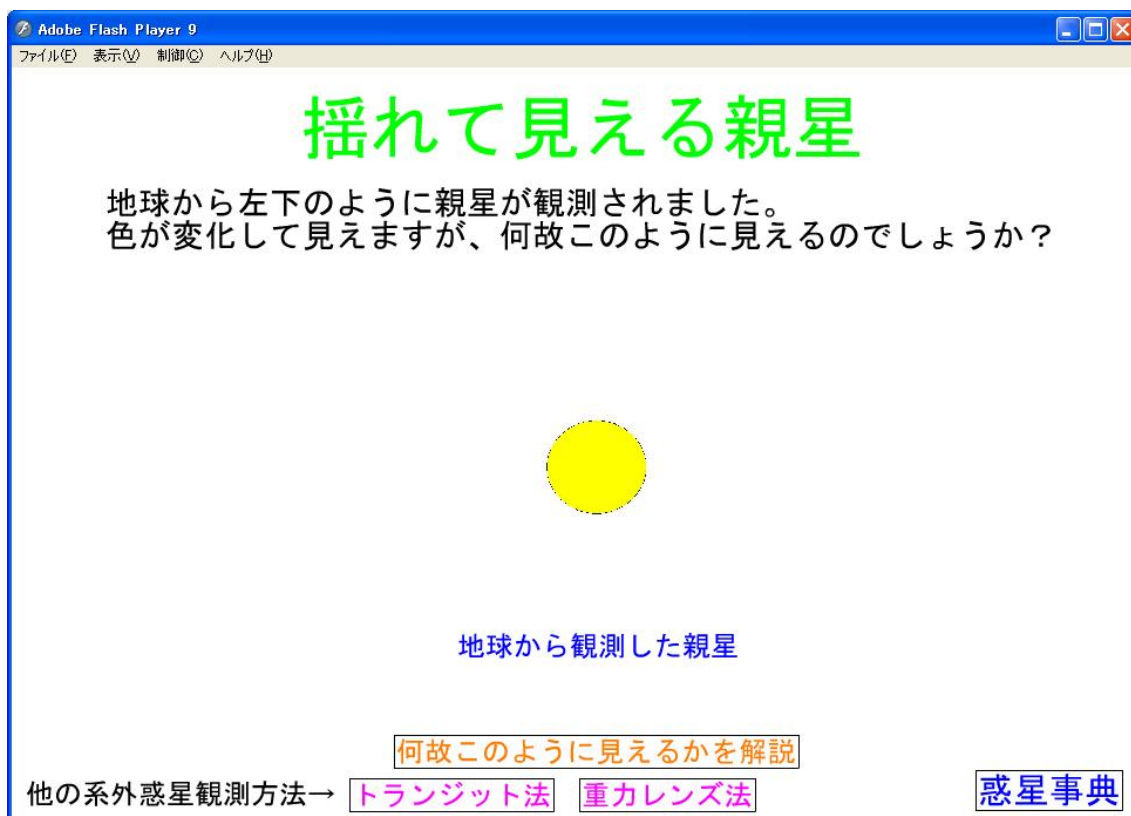 Adobe Flash Player 9
ファイル(F) 表示(V) 制御(C) ヘルプ(H)
揺れて見える親星
地球から左下のように親星が観測されました。
色が変化して見えますが、何故このように見えるのでしょうか？
地球から観測した親星
何故このように見えるかを解説
他の系外惑星観測方法→ トランジット法 重力レンズ法
惑星事典